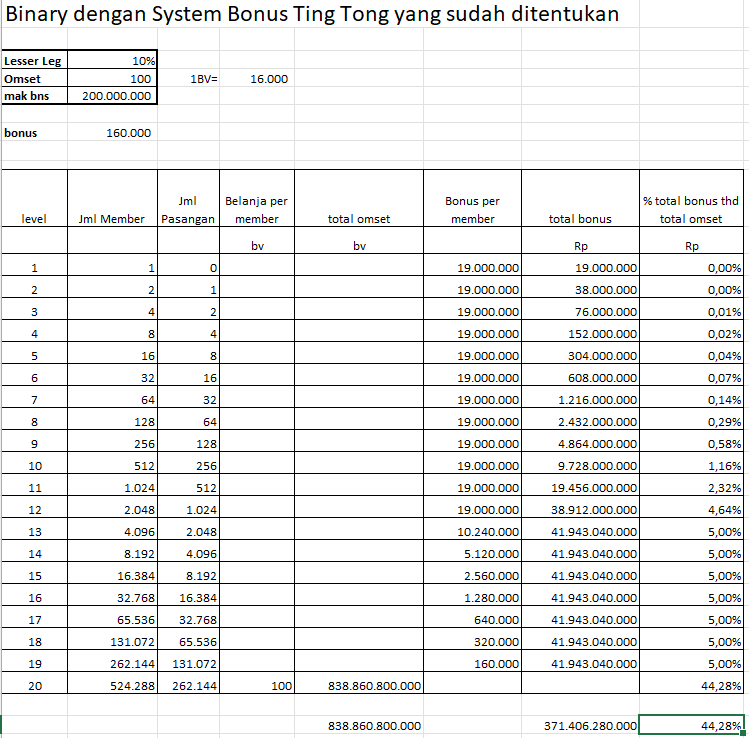 Binary dengan System Bonus Ting Tong yang sudah ditentukan
Lesser Leg 10%
Omset 100 1BV= 16.000
mak bns 200.000.000
bonus 160.000
level Jml Member Jml Pasangan Belanja per member total omset Bonus per member total bonus % total bonus thd total omset
bv bv Rp Rp
1 1 0 19.000.000 19.000.000 0,00%
2 2 1 19.000.000 38.000.000 0,00%
3 4 2 19.000.000 76.000.000 0,01%
4 8 4 19.000.000 152.000.000 0,02%
5 16 8 19.000.000 304.000.000 0,04%
6 32 16 19.000.000 608.000.000 0,07%
7 64 32 19.000.000 1.216.000.000 0,14%
8 128 64 19.000.000 2.432.000.000 0,29%
9 256 128 19.000.000 4.864.000.000 0,58%
10 512 256 19.000.000 9.728.000.000 1,16%
11 1.024 512 19.000.000 19.456.000.000 2,32%
12 2.048 1.024 19.000.000 38.912.000.000 4,64%
13 4.096 2.048 10.240.000 41.943.040.000 5,00%
14 8.192 4.096 5.120.000 41.943.040.000 5,00%
15 16.384 8.192 2.560.000 41.943.040.000 5,00%
16 32.768 16.384 1.280.000 41.943.040.000 5,00%
17 65.536 32.768 640.000 41.943.040.000 5,00%
18 131.072 65.536 320.000 41.943.040.000 5,00%
19 262.144 131.072 160.000 41.943.040.000 5,00%
20 524.288 262.144 100 838.860.800.000 44,28%
838.860.800.000 371.406.280.000 44,28%